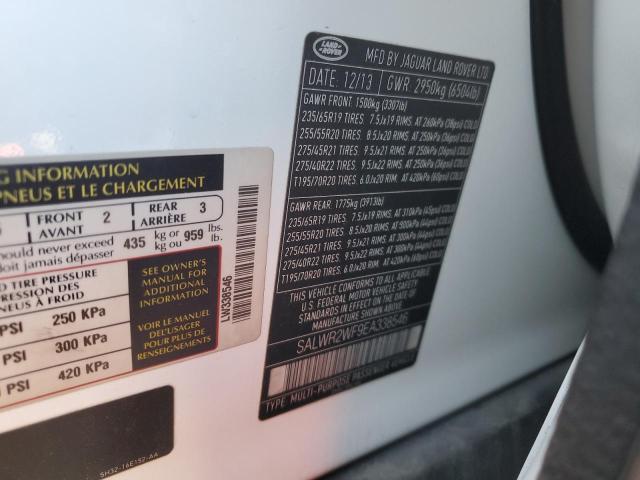 G INFORMATION
PNEUS ET LE CHARGEMENT
FRONT 2
AVANT
REAR 3
ARRIÈRE
should never exceed 435 kg or 959 lbs.
doit jamais dépasser kg ou lb.
D TIRE PRESSURE
PRESSION DES
PNEUS À FROID
PSI 250 KPa
PSI 300 KPa
PSI 420 KPa
SEE OWNER'S
MANUAL FOR
ADDITIONAL
INFORMATION
VOIR LE MANUEL
DE L'USAGER
POUR PLUS DE
RENSEIGNEMENTS
LW338546
SH32-16E152-AA
LAND
ROVER
MFD BY JAGUAR LAND ROVER LTD
DATE: 12/13 GWR 2950kg (6504lb)
GAWR FRONT 1500kg (3307lb)
235/65R19 TIRES. 7.5Jx19 RIMS. AT 260kPa (38psi) COLD
255/55R20 TIRES. 8.5Jx20 RIMS. AT 250kPa (36psi) COLD
275/45R21 TIRES. 9.5Jx21 RIMS. AT 250kPa (36psi) COLD
275/40R22 TIRES. 9.5Jx22 RIMS. AT 250kPa (36psi) COLD
T195/70R20 TIRES. 6.0Jx20 RIM. AT 420kPa (60psi) COLD
GAWR REAR. 1775kg (3913lb)
235/65R19 TIRES. 7.5Jx19 RIMS. AT 310kPa (45psi) COLD
255/55R20 TIRES. 8.5Jx20 RIMS. AT 300kPa (44psi) COLD
275/45R21 TIRES. 9.5Jx21 RIMS. AT 300kPa (44psi) COLD
275/40R22 TIRES. 9.5Jx22 RIMS. AT 300kPa (44psi) COLD
T195/70R20 TIRES. 6.0Jx20 RIM. AT 420kPa (60psi) COLD
THIS VEHICLE CONFORMS TO ALL APPLICABLE
U.S. FEDERAL MOTOR VEHICLE SAFETY
STANDARDS IN EFFECT ON THE DATE OF
MANUFACTURE SHOWN ABOVE.
SALWR2WF9EA338546
TYPE: MULTI-PURPOSE PASSENGER VEHICLE